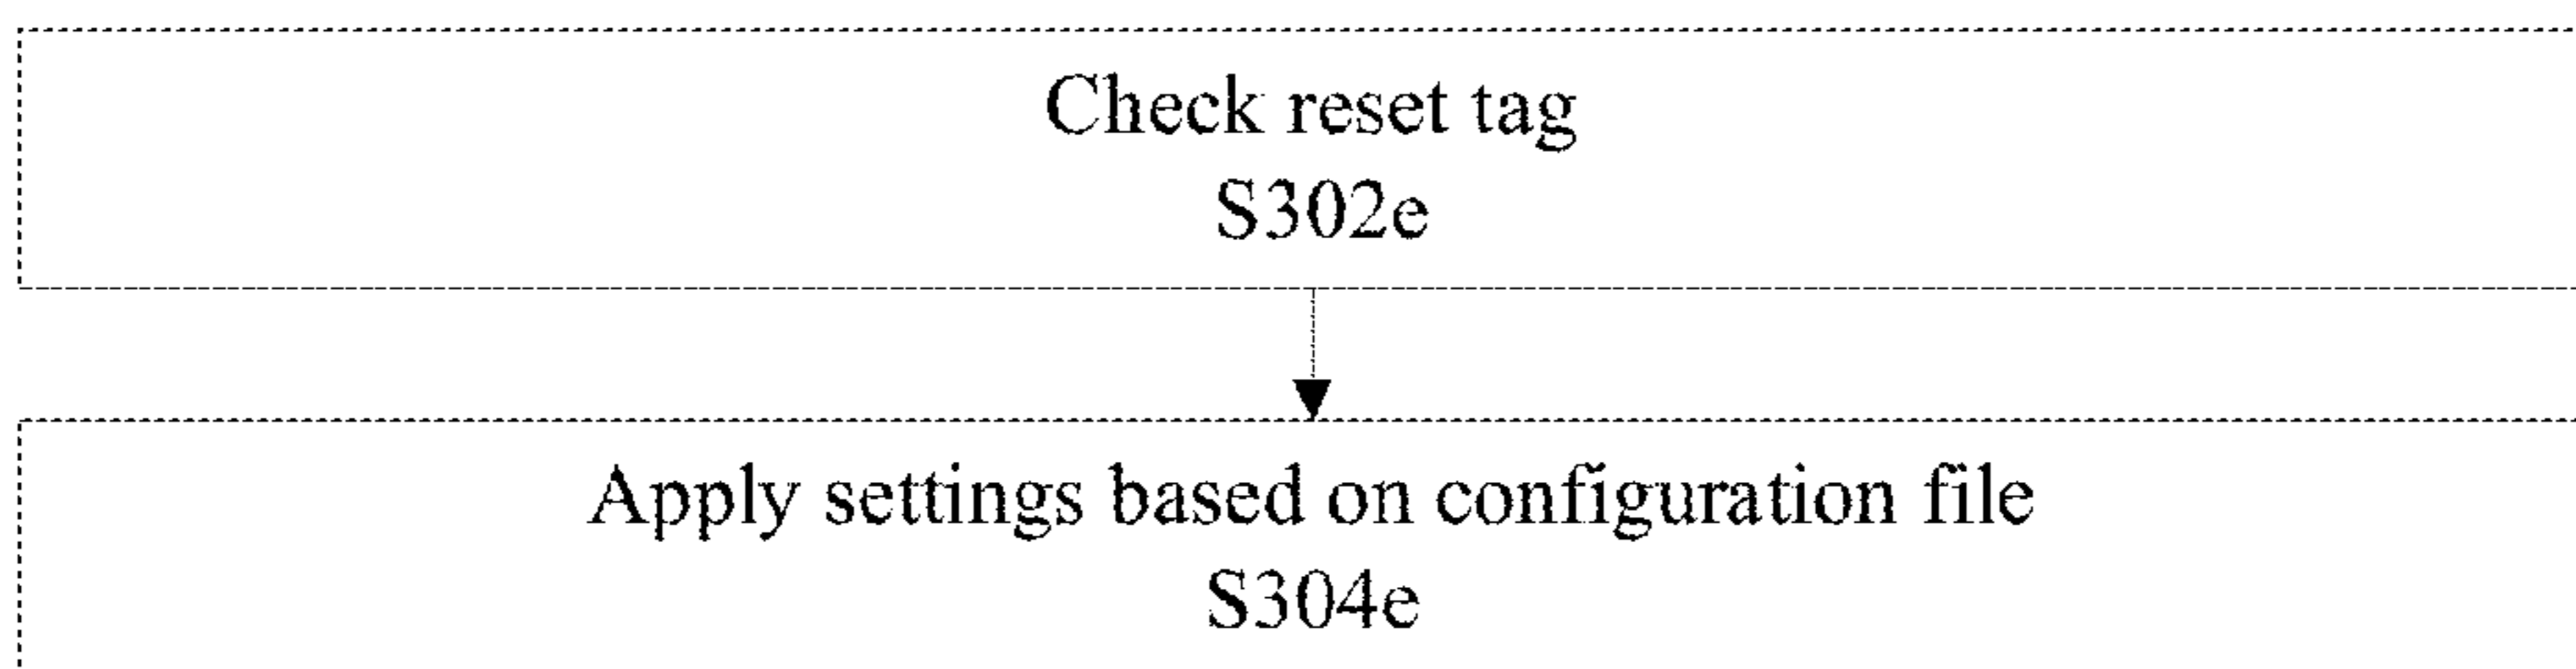 Check reset tag
S302e
Apply settings based on configuration file
S304e